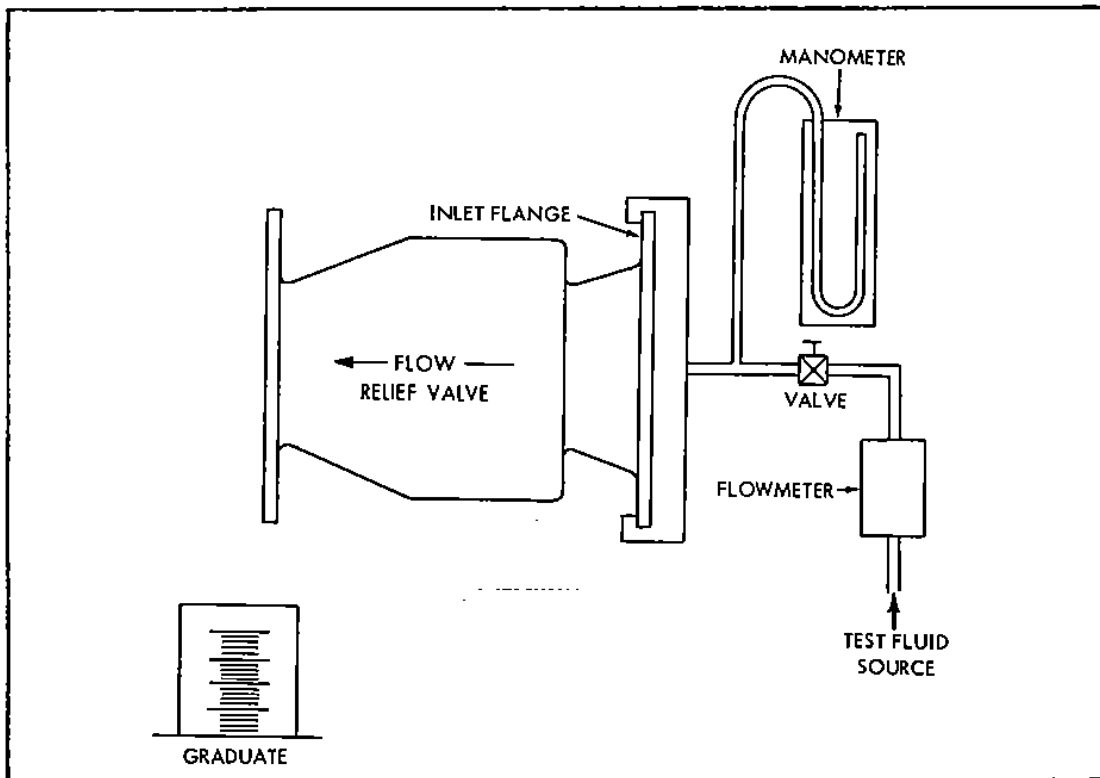 MANOMETER
INLET FLANGE
FLOW
RELIEF VALVE
VALVE
FLOWMETER
TEST FLUID
SOURCE
GRADUATE